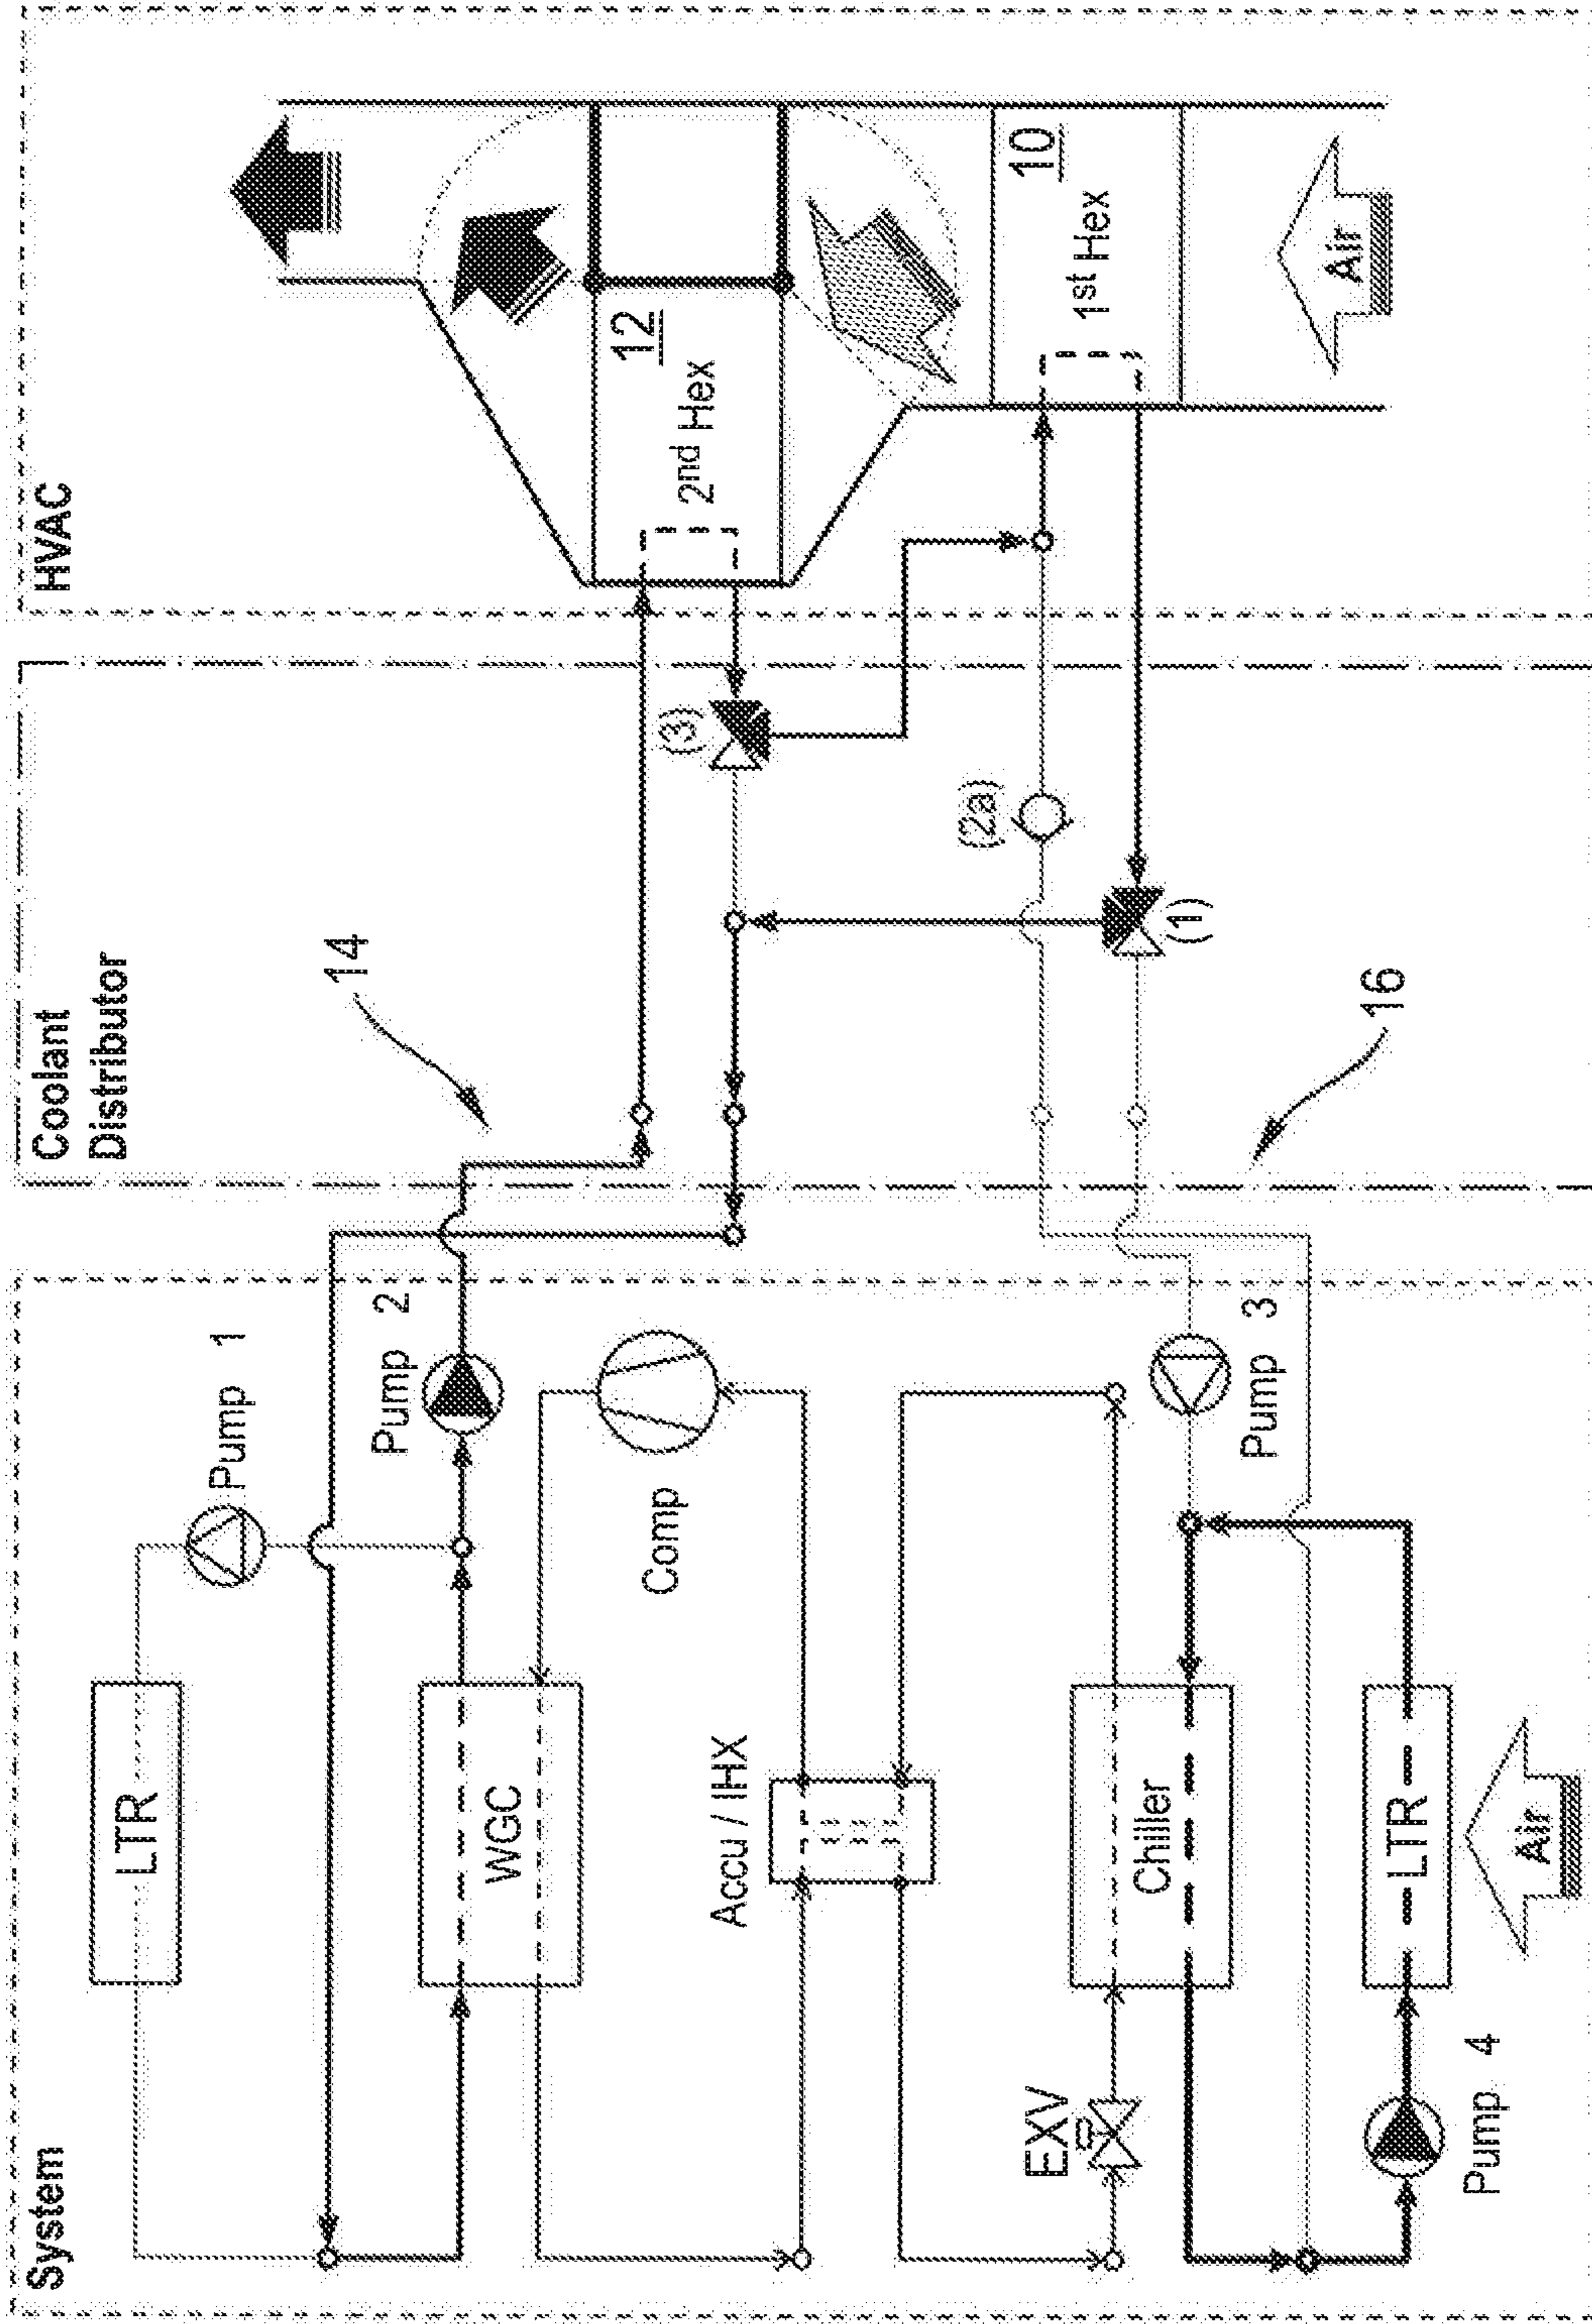 System
LTR
Pump 1
Pump 2
WGC
Comp
Accu / IHX
EXV
Chiller
Pump 3
Pump 4
LTR
Air
Coolant
Distributor
14
(3)
(2a)
(1)
16
HVAC
12
2nd Hex
10
1st Hex
Air